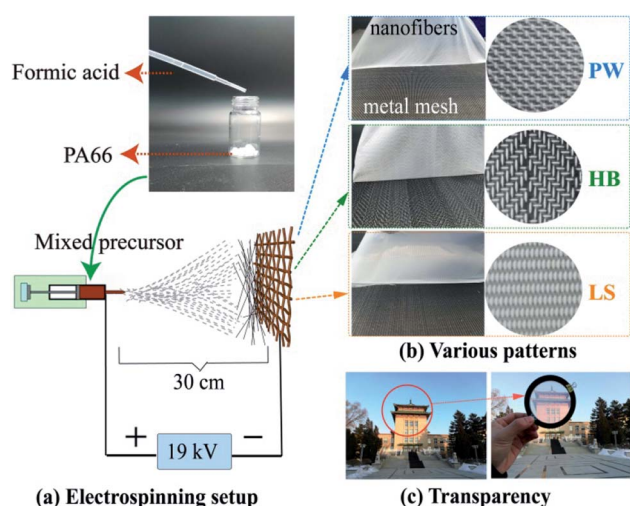 Formic acid
PA66
Mixed precursor
30 cm
+
−
19 kV
(a) Electrospinning setup
nanofibers
metal mesh
PW
HB
LS
(b) Various patterns
(c) Transparency